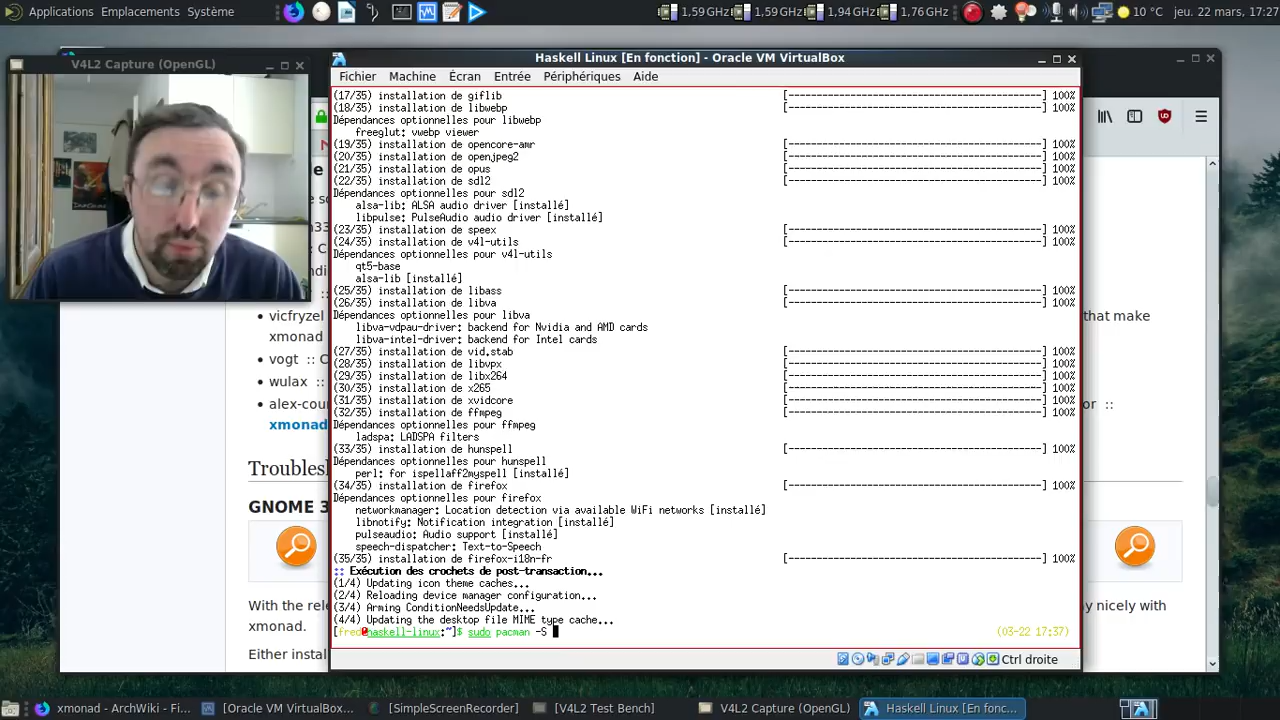 Applications Emplacements Système
1,59 GHz 1,59 GHz 1,94 GHz 1,76 GHz 10 °C jeu. 22 mars, 17:27
V4L2 Capture (OpenGL)
Haskell Linux [En fonction] - Oracle VM VirtualBox
Fichier Machine Écran Entrée Périphériques Aide
(17/35) installation de giflib [----------------------------------------------] 100%
(18/35) installation de libwebp [----------------------------------------------] 100%
Dépendances optionnelles pour libwebp
freeglut: vwebp viewer
(19/35) installation de opencore-amr [----------------------------------------------] 100%
(20/35) installation de openjpeg2 [----------------------------------------------] 100%
(21/35) installation de opus [----------------------------------------------] 100%
(22/35) installation de sdl2 [----------------------------------------------] 100%
Dépendances optionnelles pour sdl2
alsa-lib: ALSA audio driver [installé]
libpulse: PulseAudio audio driver [installé]
(23/35) installation de speex [----------------------------------------------] 100%
(24/35) installation de v4l-utils [----------------------------------------------] 100%
Dépendances optionnelles pour v4l-utils
qt5-base
alsa-lib [installé]
(25/35) installation de libass [----------------------------------------------] 100%
(26/35) installation de libva [----------------------------------------------] 100%
Dépendances optionnelles pour libva
libva-vdpau-driver: backend for Nvidia and AMD cards
libva-intel-driver: backend for Intel cards
(27/35) installation de vid.stab [----------------------------------------------] 100%
(28/35) installation de libvpx [----------------------------------------------] 100%
(29/35) installation de libx264 [----------------------------------------------] 100%
(30/35) installation de x265 [----------------------------------------------] 100%
(31/35) installation de xvidcore [----------------------------------------------] 100%
(32/35) installation de ffmpeg [----------------------------------------------] 100%
Dépendances optionnelles pour ffmpeg
ladspa: LADSPA filters
(33/35) installation de hunspell [----------------------------------------------] 100%
Dépendances optionnelles pour hunspell
perl: for ispellaff2myspell [installé]
(34/35) installation de firefox [----------------------------------------------] 100%
Dépendances optionnelles pour firefox
networkmanager: Location detection via available WiFi networks [installé]
libnotify: Notification integration [installé]
pulseaudio: Audio support [installé]
speech-dispatcher: Text-to-Speech
(35/35) installation de firefox-i18n-fr [----------------------------------------------] 100%
:: Exécution des crochets de post-transaction...
(1/4) Updating icon theme caches...
(2/4) Reloading device manager configuration...
(3/4) Arming ConditionNeedsUpdate...
(4/4) Updating the desktop file MIME type cache...
[fred@haskell-linux:~]$ sudo pacman -S (03-22 17:37)
Ctrl droite
vicfryzel that make
xmonad
vogt :: C
wulax ::
alex-cour or ::
xmonad
Troubles
GNOME 3
With the rele y nicely with
xmonad.
Either instal
xmonad - ArchWiki - Fi... [Oracle VM VirtualBox... [SimpleScreenRecorder] [V4L2 Test Bench] V4L2 Capture (OpenGL) Haskell Linux [En fonc...